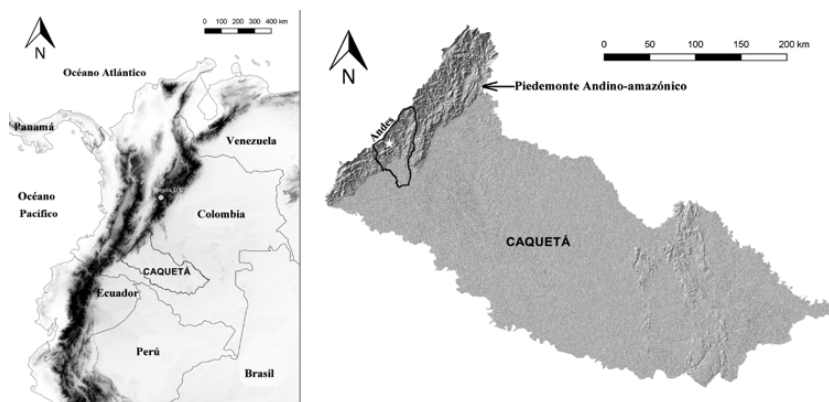 0 100 200 300 400 km
N
Océano Atlántico
Panamá
Venezuela
Océano
Pacífico
Colombia
CAQUETÁ
Ecuador
Perú
Brasil
0 50 100 150 200 km
N
Piedemonte Andino-amazónico
Andes
CAQUETÁ